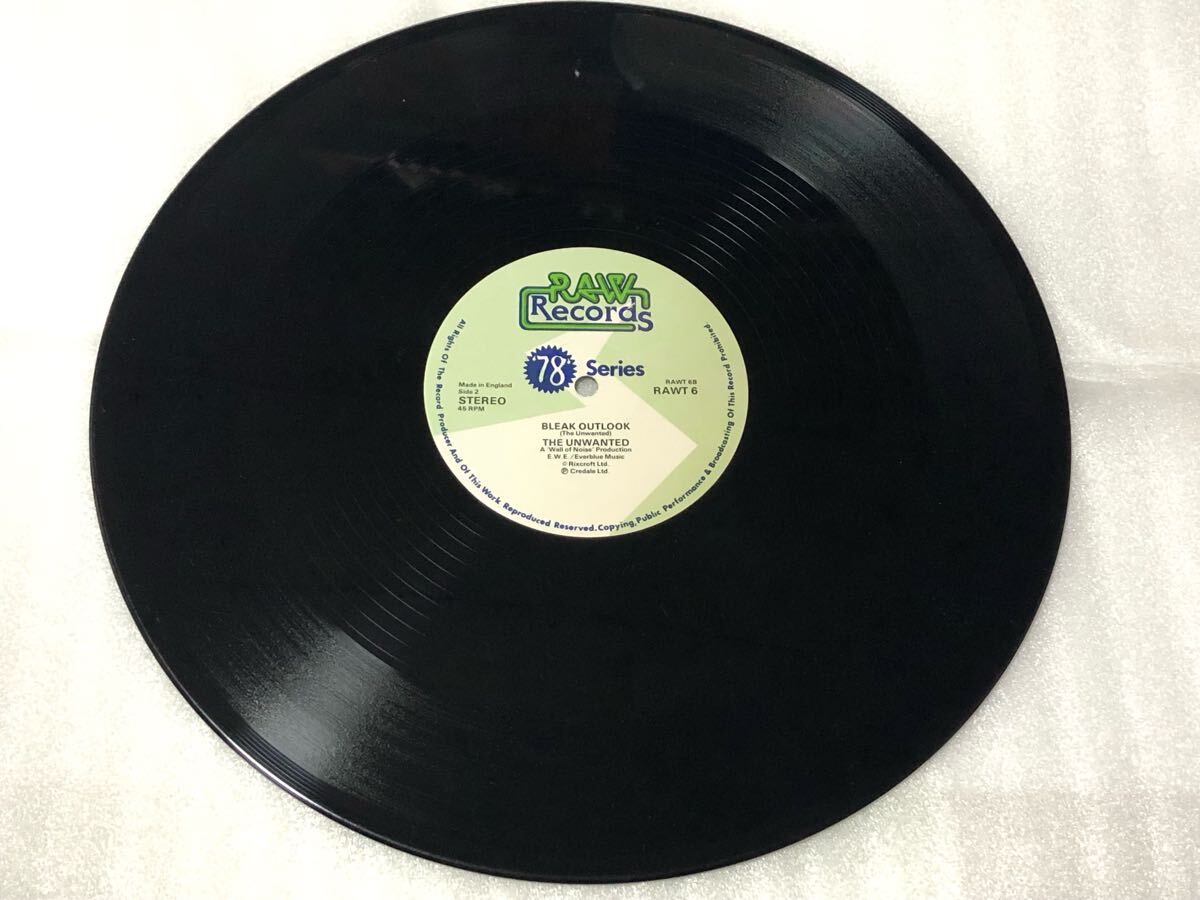 RAW
Records
78 Series
Made in England
Side 2
STEREO
45 RPM
RAWT 6B
RAWT 6
BLEAK OUTLOOK
(The Unwanted)
THE UNWANTED
A 'Wall of Noise' Production
E.W.E./Everblue Music
© Rixcroft Ltd.
℗ Credale Ltd.
All Rights Of The Record Producer And Of This Work Reproduced Reserved. Copying, Public Performance & Broadcasting Of This Record Prohibited.